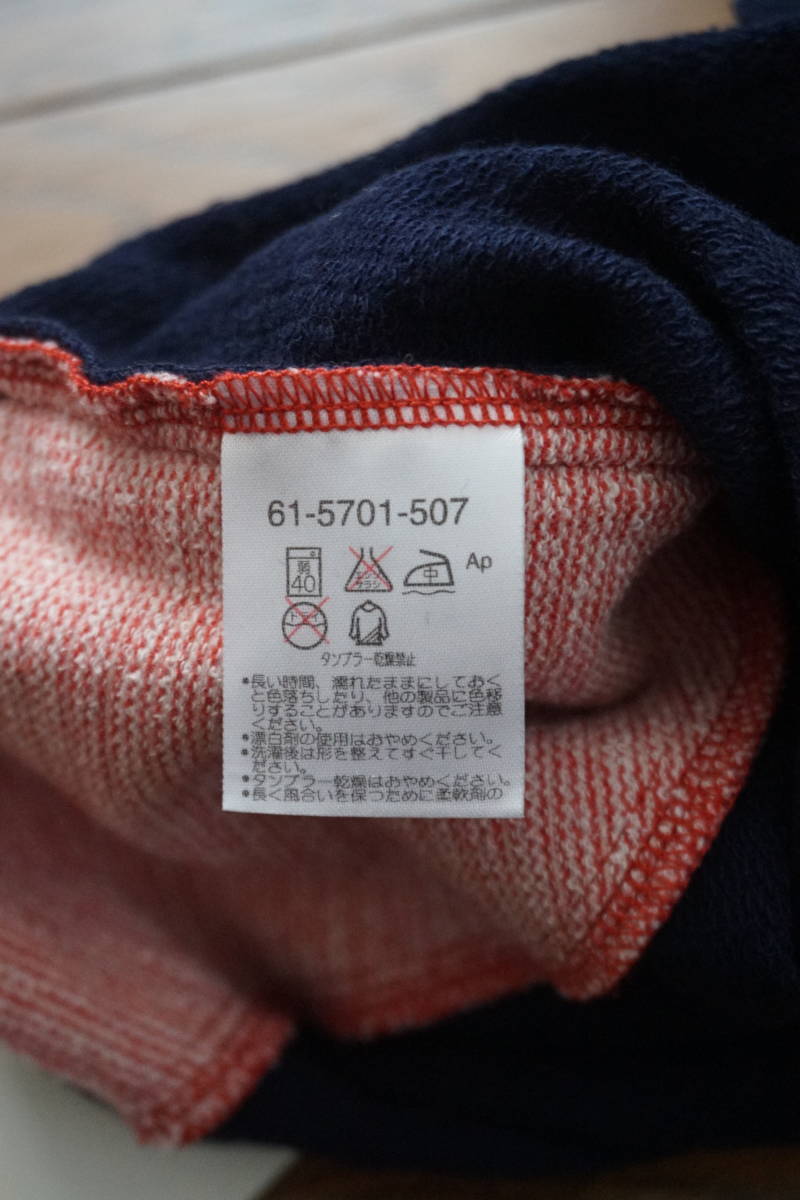 61-5701-507
弱
40
エンソ
サラシ
中
Ap
ドライ
タンブラー乾燥禁止
•長い時間、濡れたままにしておく
と色落ちしたり、他の製品に色移
りすることがありますのでご注意
ください。
•漂白剤の使用はおやめください。
•洗濯後は形を整えてすぐ干してく
ださい。
•タンブラー乾燥はおやめください。
•長く風合いを保つために柔軟剤の